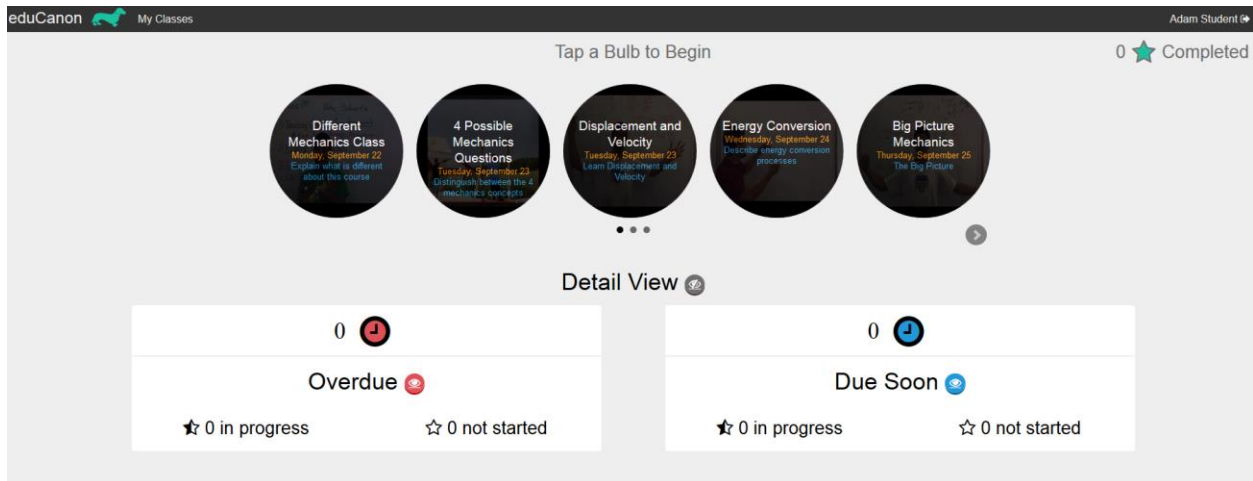 eduCanon My Classes Adam Student
Tap a Bulb to Begin
0 Completed
Different
Mechanics Class
Monday, September 22
Explain what is different
about this course
4 Possible
Mechanics
Questions
Tuesday, September 23
Distinguish between the 4
mechanics concepts
Displacement and
Velocity
Tuesday, September 23
Learn Displacement and
Velocity
Energy Conversion
Wednesday, September 24
Describe energy conversion
processes
Big Picture
Mechanics
Thursday, September 25
The Big Picture
Detail View
0
Overdue
0 in progress
0 not started
0
Due Soon
0 in progress
0 not started